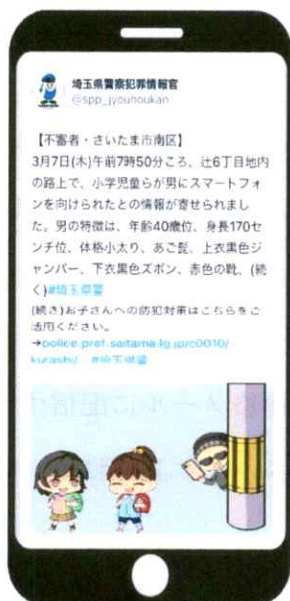 埼玉県警察犯罪情報官
@spp_jyouhoukan
【不審者・さいたま市南区】
3月7日(木)午前7時50分ころ、辻6丁目地内
の路上で、小学児童らが男にスマートフォ
ンを向けられたとの情報が寄せられまし
た。男の特徴は、年齢40歳位、身長170セ
ンチ位、体格小太り、あご髭、上衣黒色ジ
ャンパー、下衣黒色ズボン、赤色の靴、(続
く)#埼玉県警
(続き)お子さんへの防犯対策はこちらをご
活用ください。
→police.pref.saitama.lg.jp/c0010/
kurashi/... #埼玉県警